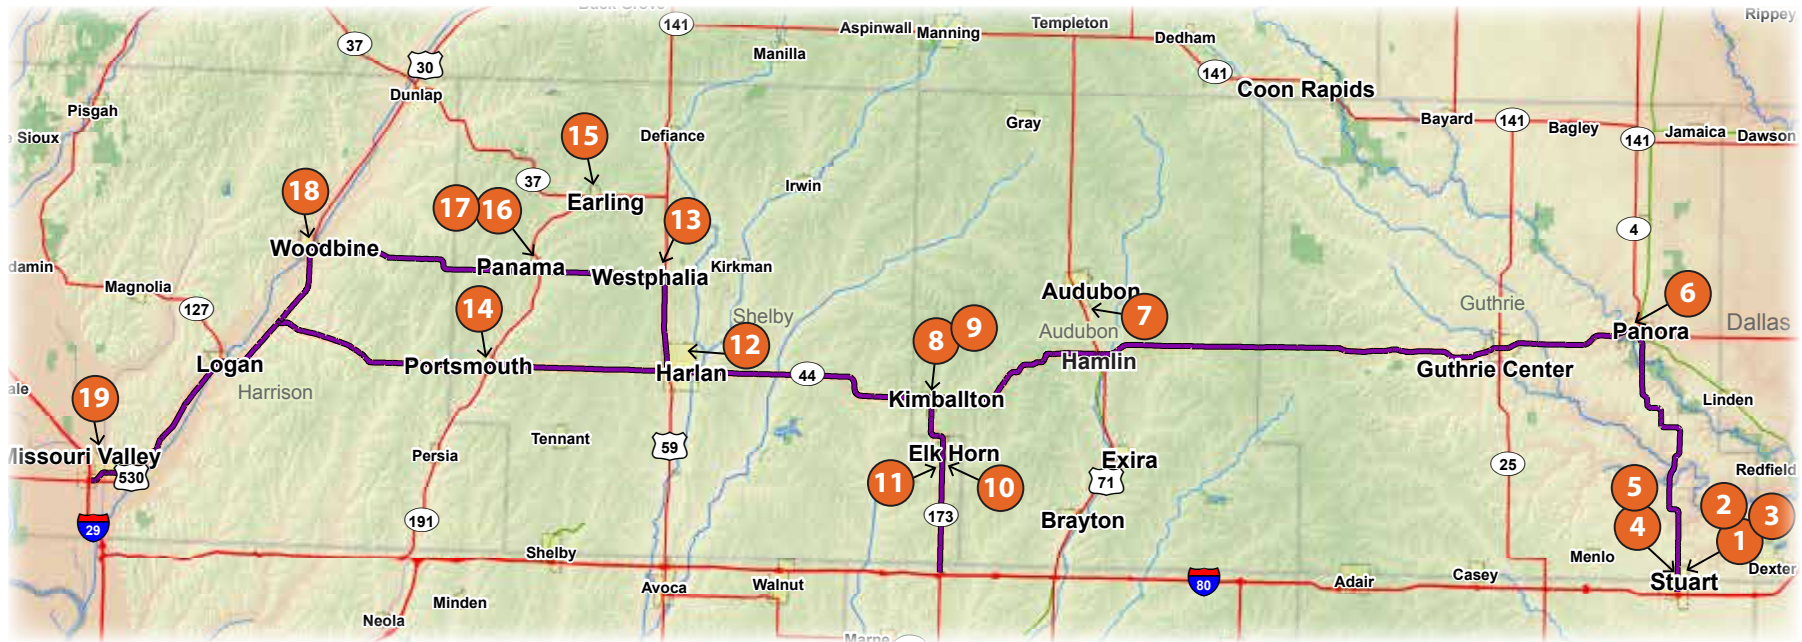 Buck Grove
Rippey
141
Aspinwall
Manning
Templeton
Dedham
37
30
Manilla
141
Coon Rapids
Dunlap
Pisgah
Gray
Bayard
141
Bagley
141
Jamaica
Dawson
Sioux
15
Defiance
37
Irwin
18
17
16
Earling
13
4
Woodbine
Panama
Westphalia
Kirkman
damin
Magnolia
127
14
Audubon
Guthrie
6
Shelby
7
Audubon
8
9
12
Panora
Dallas
Logan
Portsmouth
Harlan
44
Hamlin
Guthrie Center
Harrison
ale
19
Kimballton
Linden
Missouri Valley
530
Persia
Tennant
59
Elk Horn
Exira
25
Redfield
11
10
71
5
2
3
29
191
173
Brayton
4
1
Shelby
Menlo
Dexter
Avoca
Walnut
80
Adair
Casey
Stuart
Neola
Minden
Marne